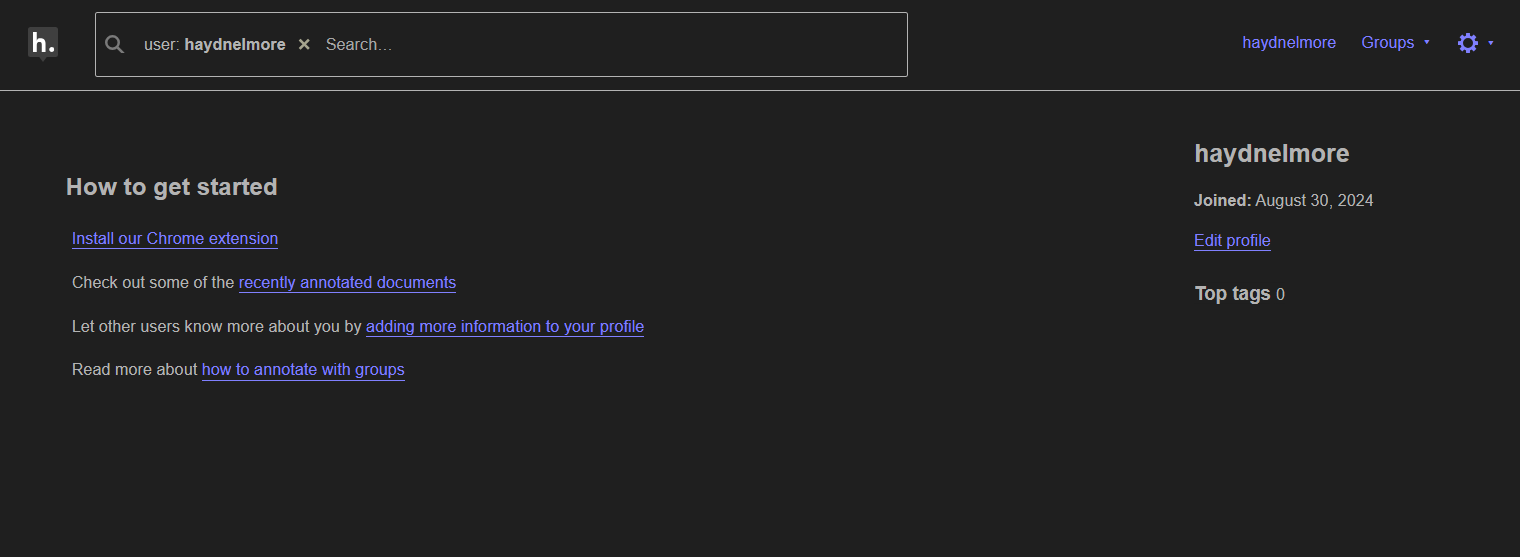 h.
user: haydnelmore × Search…
haydnelmore
Groups
How to get started
Install our Chrome extension
Check out some of the recently annotated documents
Let other users know more about you by adding more information to your profile
Read more about how to annotate with groups
haydnelmore
Joined: August 30, 2024
Edit profile
Top tags 0